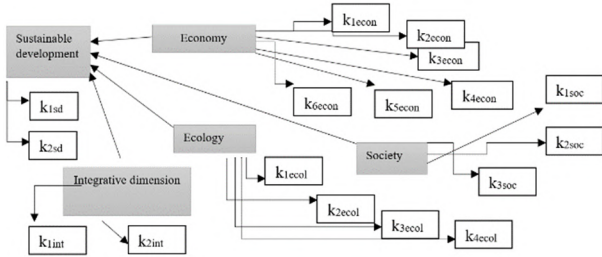 Sustainable
development
Economy
k1econ
k2econ
k3econ
k4econ
k5econ
k6econ
k1sd
k2sd
Ecology
Society
k1soc
k2soc
k3soc
Integrative dimension
k1ecol
k2ecol
k3ecol
k4ecol
k1int
k2int